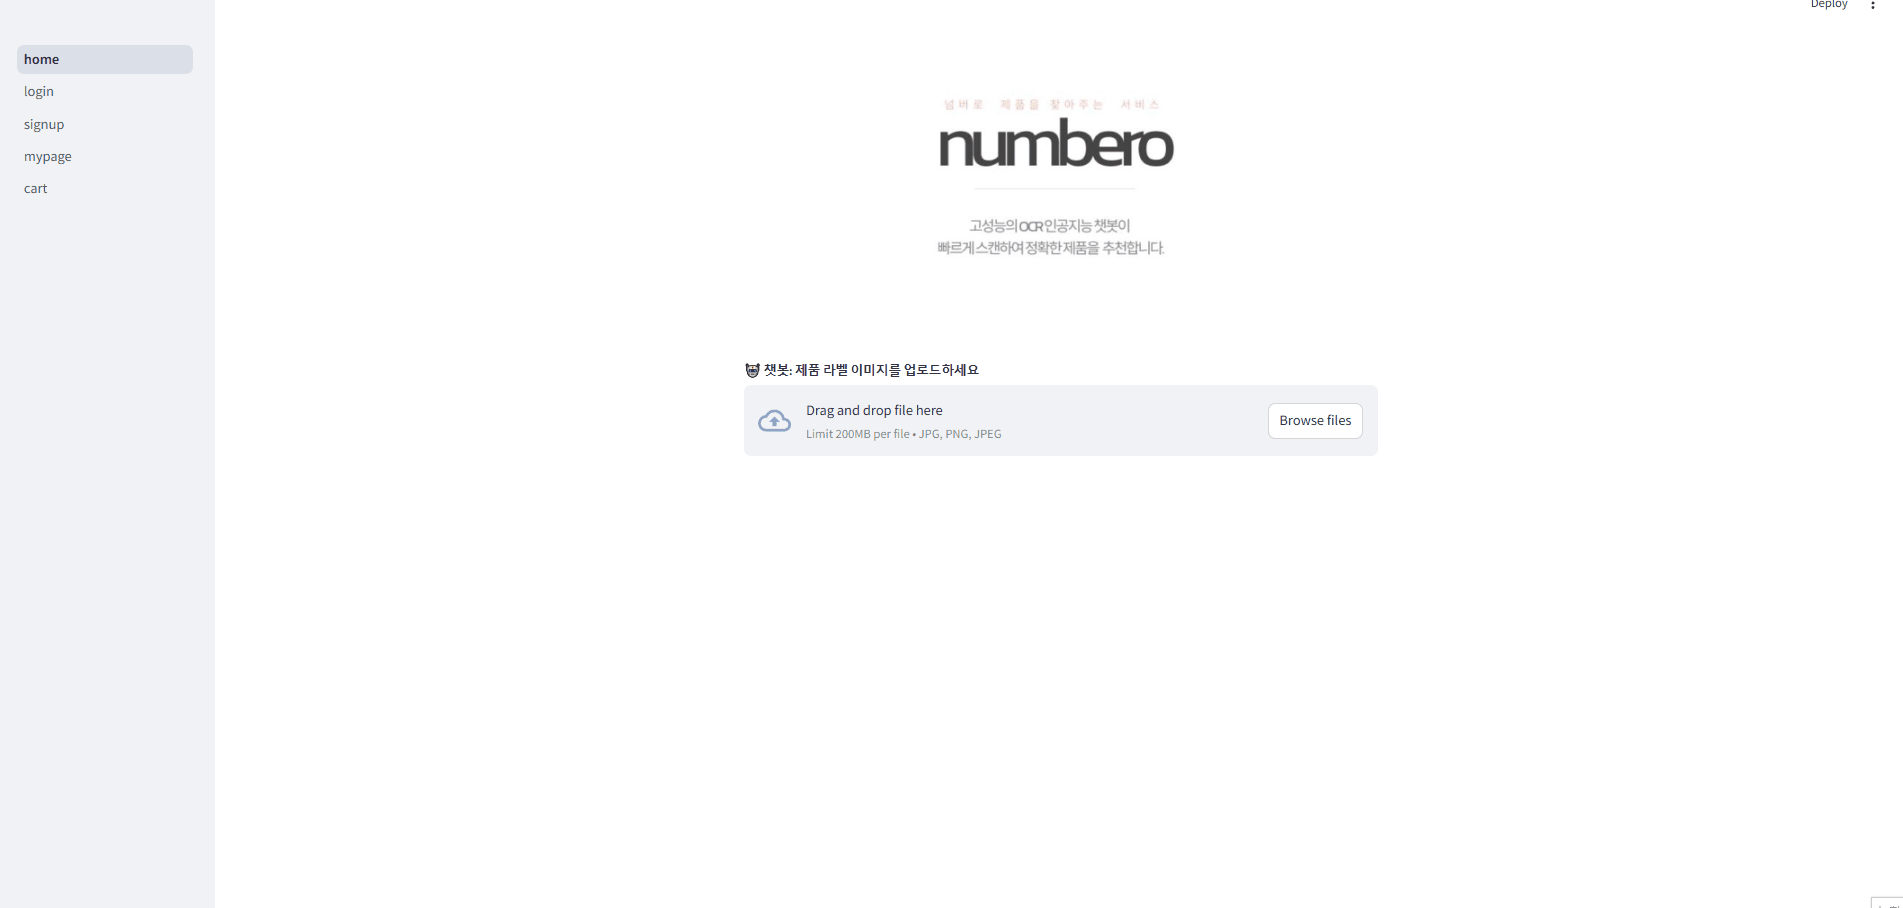 Deploy
home
login
signup
mypage
cart
넘버로 제품을 찾아주는 서비스
numbero
고성능의 OCR 인공지능 챗봇이
빠르게 스캔하여 정확한 제품을 추천합니다.
챗봇: 제품 라벨 이미지를 업로드하세요
Drag and drop file here
Limit 200MB per file • JPG, PNG, JPEG
Browse files